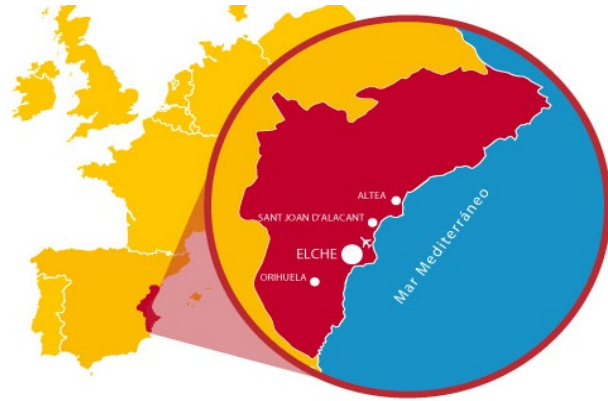 ALTEA
SANT JOAN D'ALACANT
ELCHE
ORIHUELA
Mar Mediterráneo